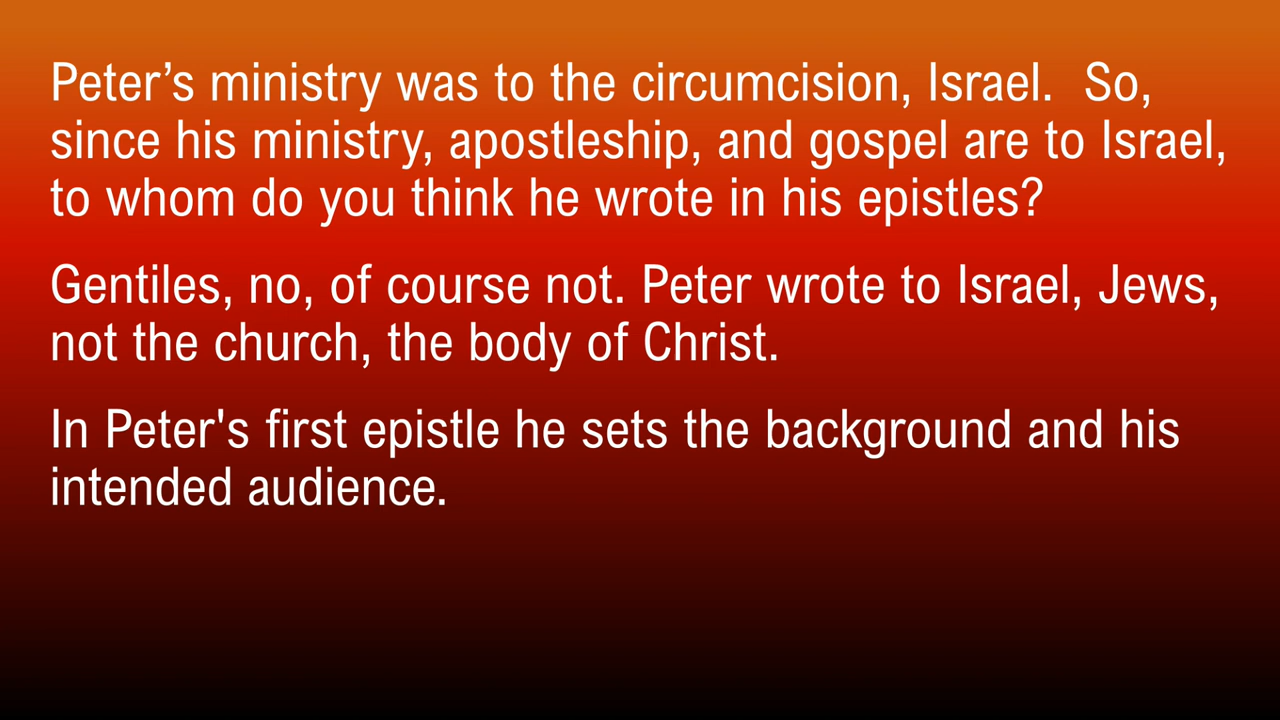 Peter’s ministry was to the circumcision, Israel.  So,
since his ministry, apostleship, and gospel are to Israel,
to whom do you think he wrote in his epistles?
Gentiles, no, of course not. Peter wrote to Israel, Jews,
not the church, the body of Christ.
In Peter's first epistle he sets the background and his
intended audience.